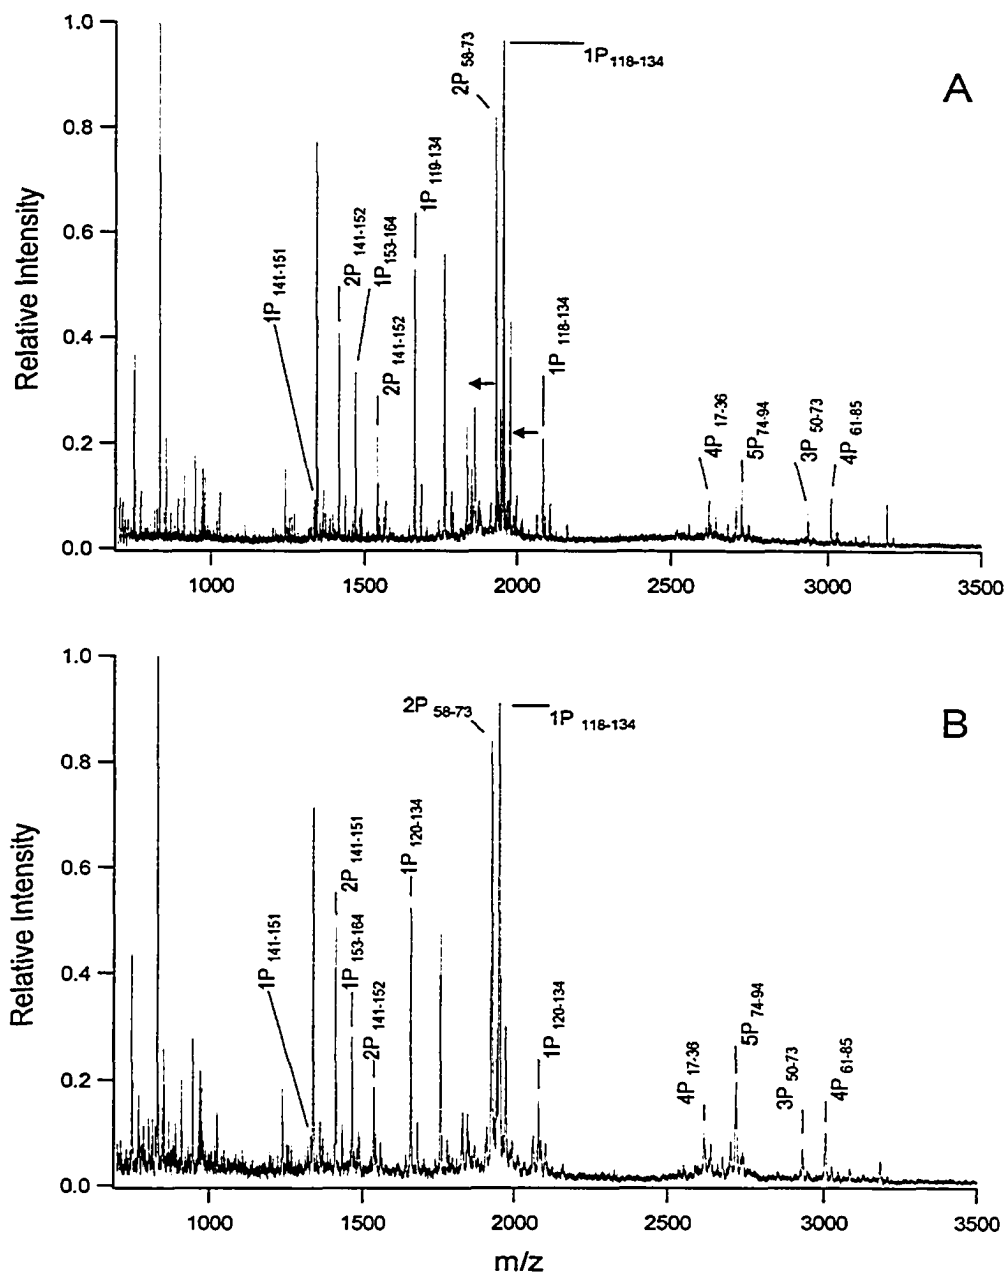 1.0
0.8
0.6
0.4
0.2
0.0
Relative Intensity
A
1P 141-151
2P 141-152
1P 153-164
2P 141-152
1P 119-134
2P 58-73
1P 118-134
1P 118-134
4P 17-36
5P 74-94
3P 50-73
4P 61-85
1000
1500
2000
2500
3000
3500
1.0
0.8
0.6
0.4
0.2
0.0
Relative Intensity
B
1P 141-151
2P 141-151
1P 153-164
2P 141-152
1P 120-134
2P 58-73
1P 118-134
1P 120-134
4P 17-36
5P 74-94
3P 50-73
4P 61-85
1000
1500
2000
2500
3000
3500
m/z